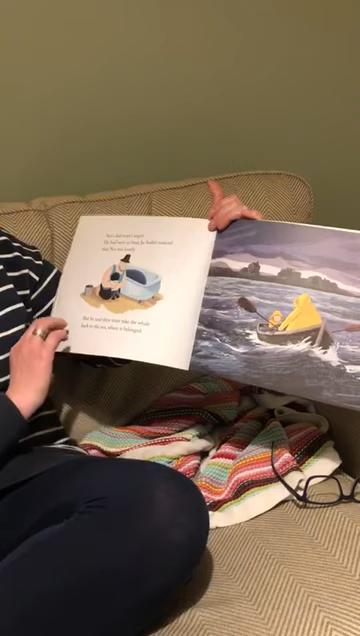 Noi's dad wasn't angry.
He had been so busy, he hadn't noticed
that Noi was lonely.
But he said they must take the whale
back to the sea, where it belonged.